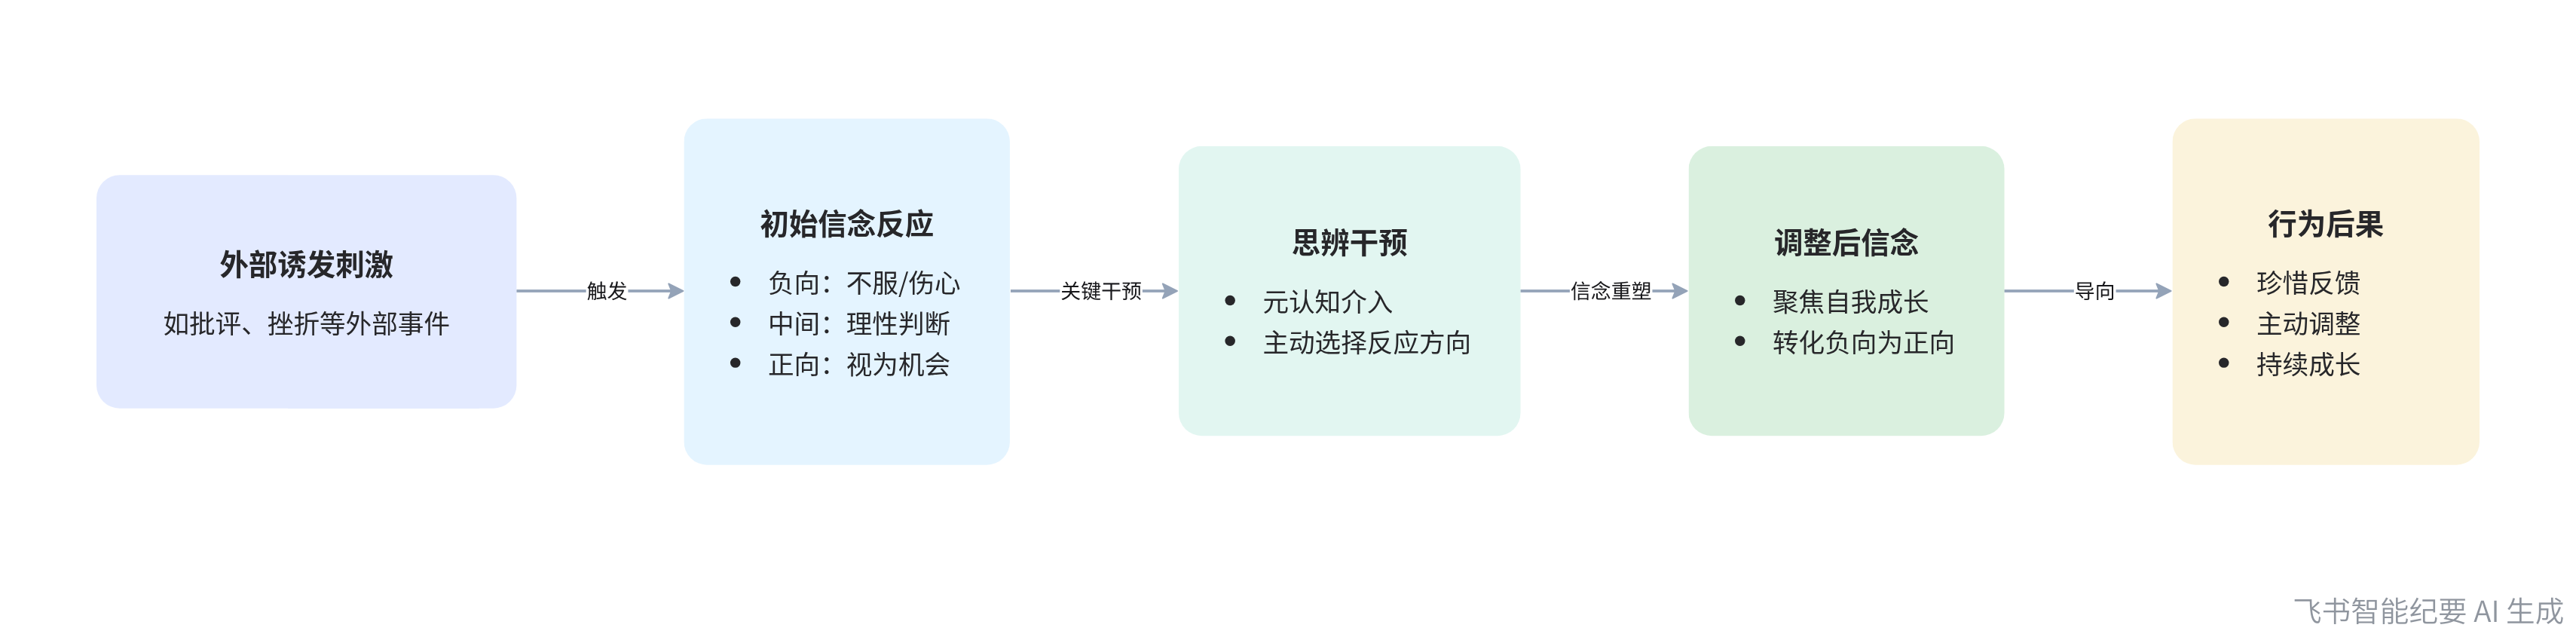 外部诱发刺激
如批评、挫折等外部事件
触发
初始信念反应
• 负向：不服/伤心
• 中间：理性判断
• 正向：视为机会
关键干预
思辨干预
• 元认知介入
• 主动选择反应方向
信念重塑
调整后信念
• 聚焦自我成长
• 转化负向为正向
导向
行为后果
• 珍惜反馈
• 主动调整
• 持续成长
飞书智能纪要 AI 生成